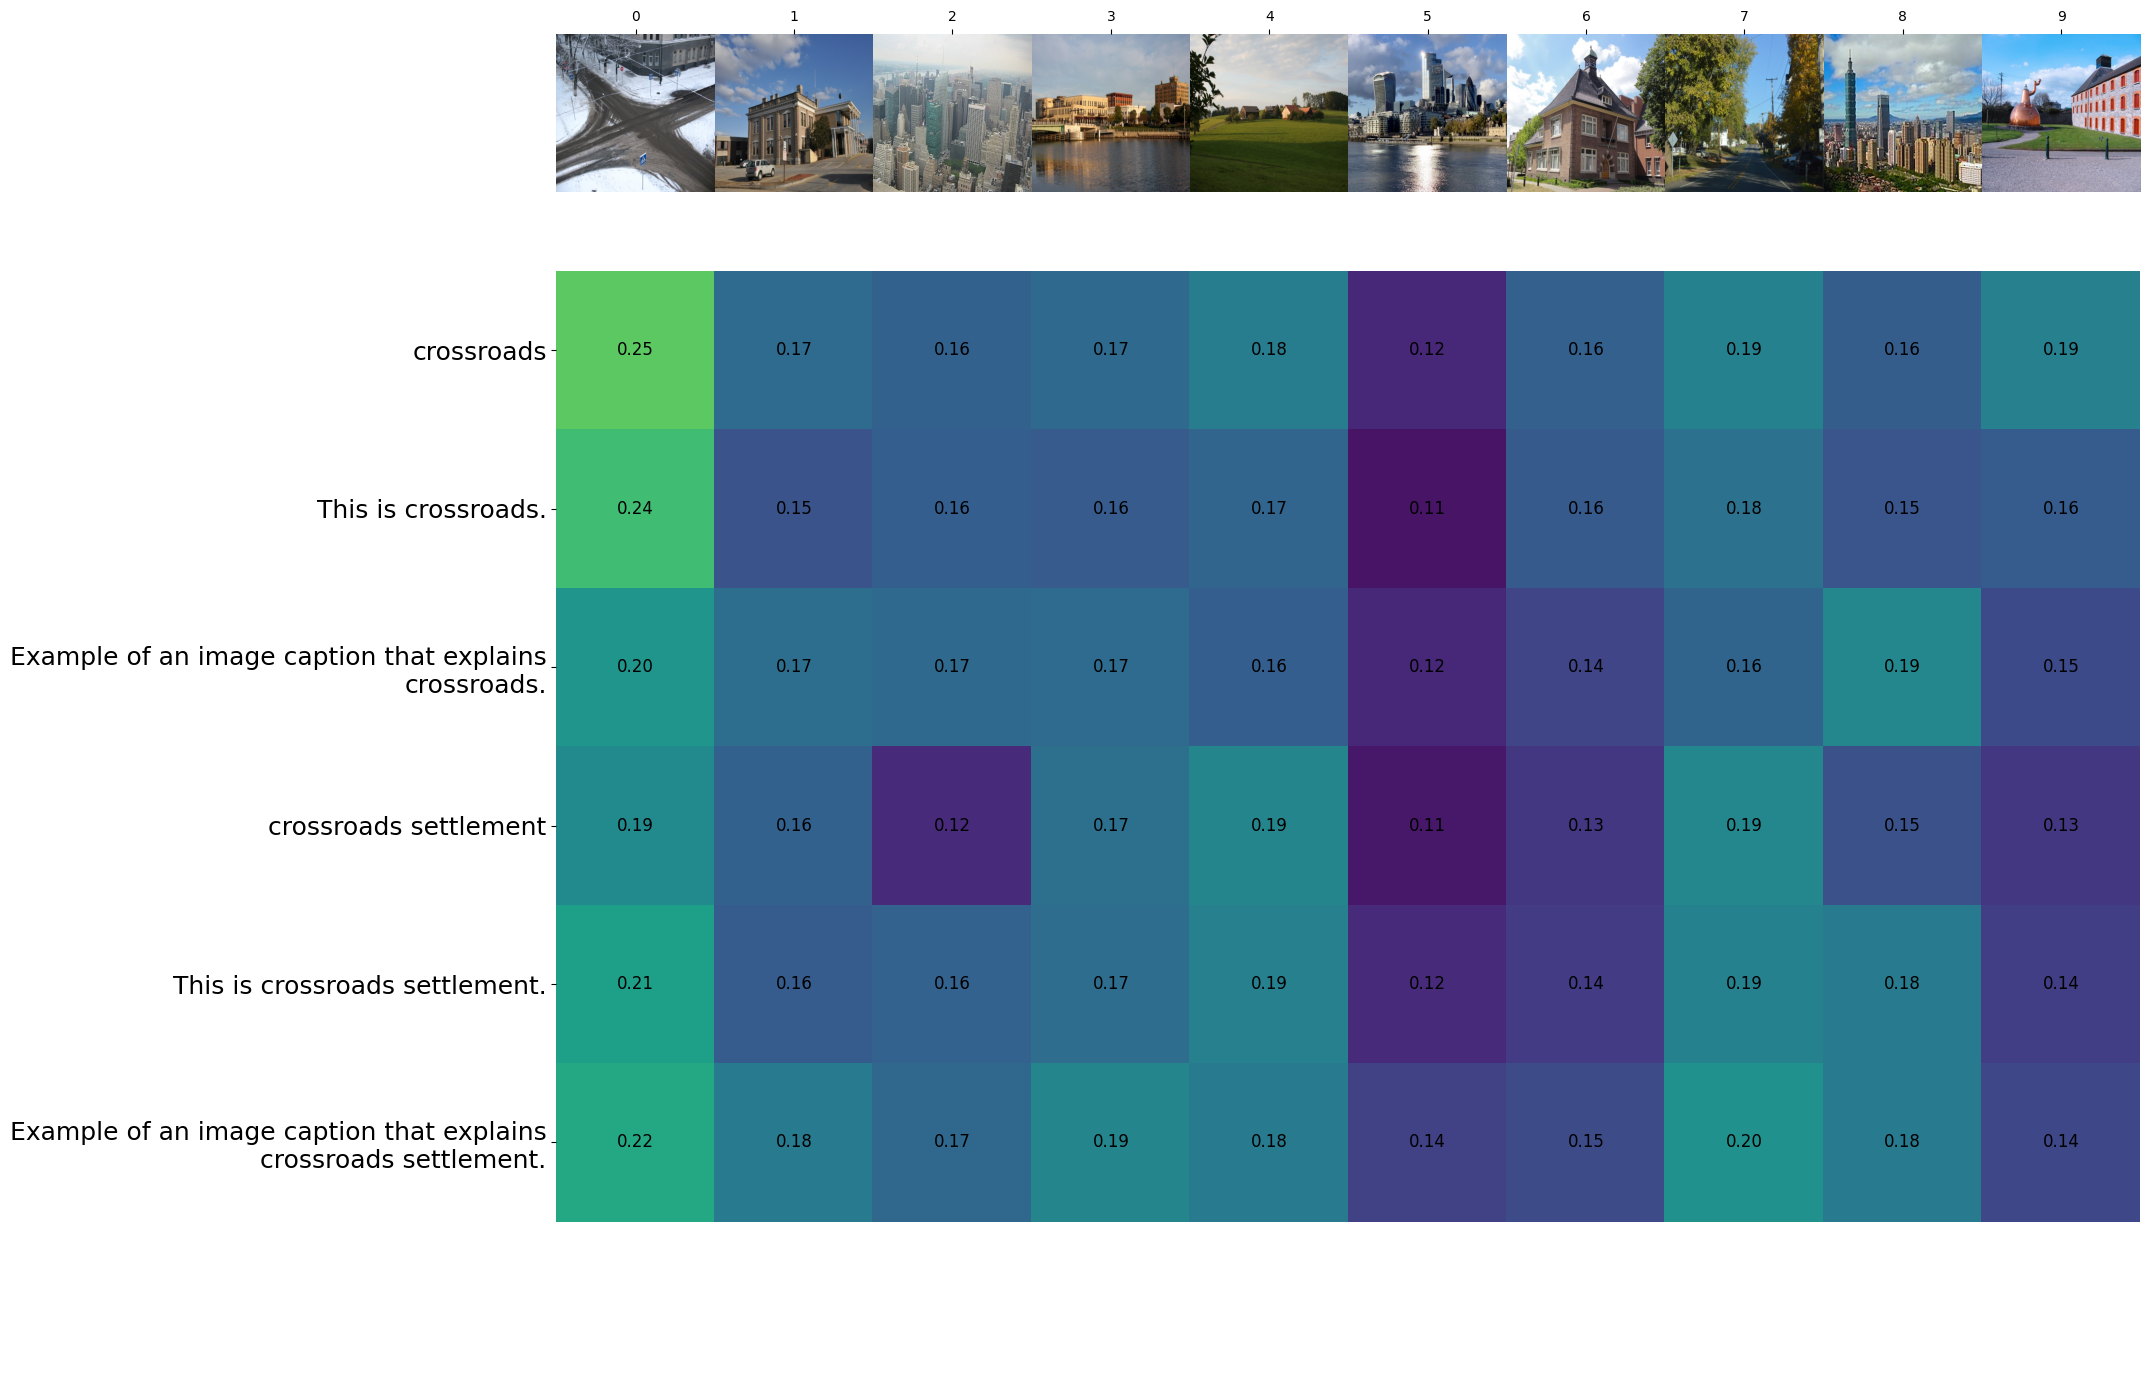 0 1 2 3 4 5 6 7 8 9
crossroads 0.25 0.17 0.16 0.17 0.18 0.12 0.16 0.19 0.16 0.19
This is crossroads. 0.24 0.15 0.16 0.16 0.17 0.11 0.16 0.18 0.15 0.16
Example of an image caption that explains
crossroads. 0.20 0.17 0.17 0.17 0.16 0.12 0.14 0.16 0.19 0.15
crossroads settlement 0.19 0.16 0.12 0.17 0.19 0.11 0.13 0.19 0.15 0.13
This is crossroads settlement. 0.21 0.16 0.16 0.17 0.19 0.12 0.14 0.19 0.18 0.14
Example of an image caption that explains
crossroads settlement. 0.22 0.18 0.17 0.19 0.18 0.14 0.15 0.20 0.18 0.14